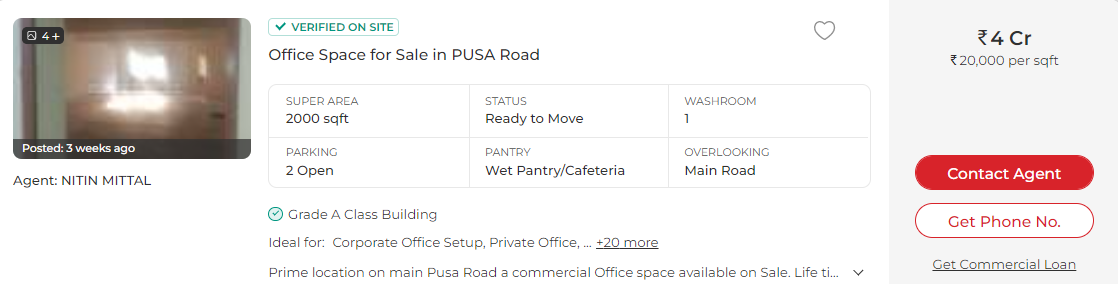 4+
Posted: 3 weeks ago
Agent: NITIN MITTAL
VERIFIED ON SITE
Office Space for Sale in PUSA Road
SUPER AREA
2000 sqft
STATUS
Ready to Move
WASHROOM
1
PARKING
2 Open
PANTRY
Wet Pantry/Cafeteria
OVERLOOKING
Main Road
Grade A Class Building
Ideal for: Corporate Office Setup, Private Office, ... +20 more
Prime location on main Pusa Road a commercial Office space available on Sale. Life ti...
₹4 Cr
₹20,000 per sqft
Contact Agent
Get Phone No.
Get Commercial Loan